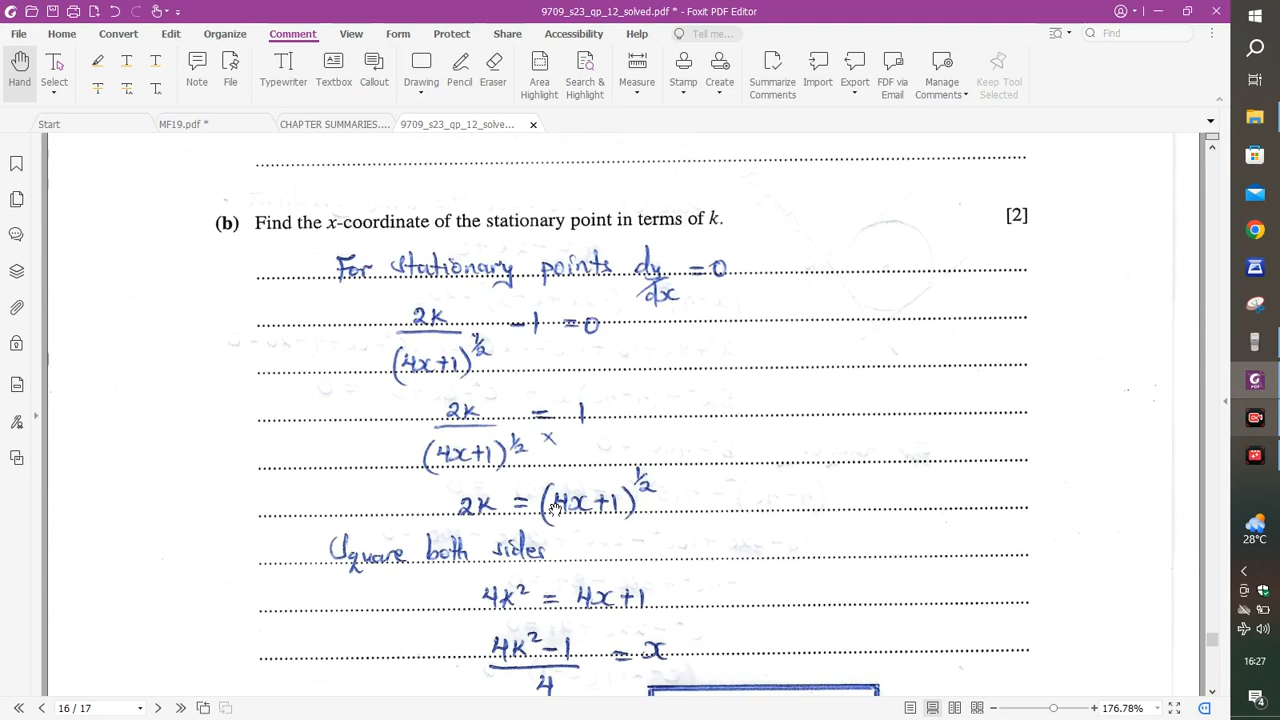 9709_s23_qp_12_solved.pdf * - Foxit PDF Editor
File Home Convert Edit Organize Comment View Form Protect Share Accessibility Help Tell me... Find
Hand Select Note File Typewriter Textbox Callout Drawing Pencil Eraser Area Highlight Search & Highlight Measure Stamp Create Summarize Comments Import Export FDF via Email Manage Comments Keep Tool Selected
Start MF19.pdf * CHAPTER SUMMARIES.... 9709_s23_qp_12_solve...
(b) Find the x-coordinate of the stationary point in terms of k. [2]
For stationary points dy/dx = 0
2k/(4x+1)^1/2 - 1 = 0
2k/(4x+1)^1/2 = 1
x
2k = (4x+1)^1/2
Square both sides
4k² = 4x+1
4k²-1/4 = x
28°C
16:27
4
16 / 17 176.78%